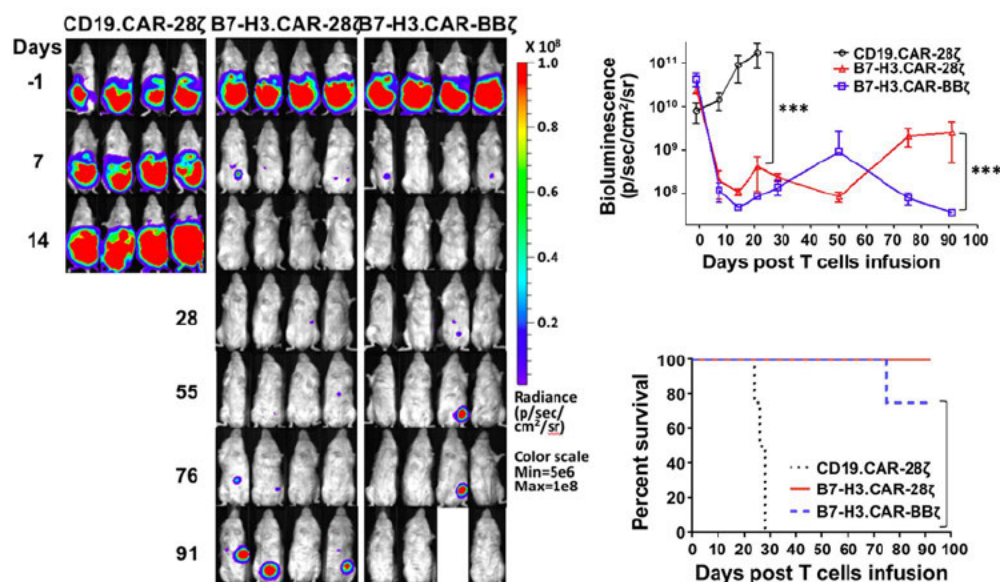 CD19.CAR-28ζ B7-H3.CAR-28ζ B7-H3.CAR-BBζ
Days
-1
7
14
28
55
76
91
X 10⁸
1.0
0.8
0.6
0.4
0.2
Radiance
(p/sec/
cm²/sr)
Color scale
Min=5e6
Max=1e8
Bioluminescence
(p/sec/cm²/sr)
10¹¹
10¹⁰
10⁹
10⁸
CD19.CAR-28ζ
B7-H3.CAR-28ζ
B7-H3.CAR-BBζ
***
***
0 10 20 30 40 50 60 70 80 90 100
Days post T cells infusion
Percent survival
100
80
60
40
20
0
CD19.CAR-28ζ
B7-H3.CAR-28ζ
B7-H3.CAR-BBζ
0 10 20 30 40 50 60 70 80 90 100
Days post T cells infusion